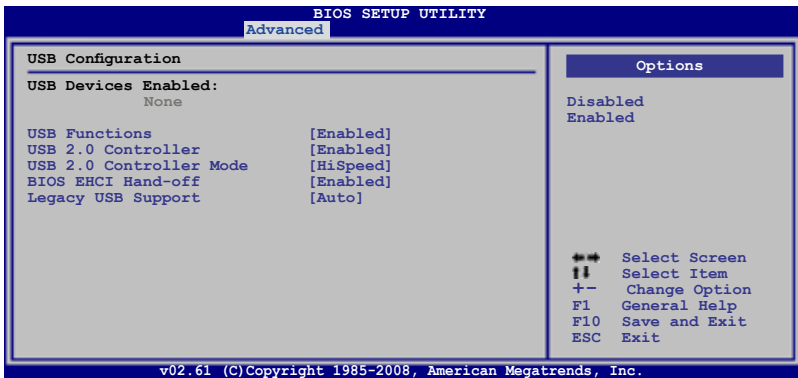 BIOS SETUP UTILITY
Advanced
USB Configuration
USB Devices Enabled:
None
USB Functions [Enabled]
USB 2.0 Controller [Enabled]
USB 2.0 Controller Mode [HiSpeed]
BIOS EHCI Hand-off [Enabled]
Legacy USB Support [Auto]
Options
Disabled
Enabled
Select Screen
Select Item
+- Change Option
F1 General Help
F10 Save and Exit
ESC Exit
v02.61 (C)Copyright 1985-2008, American Megatrends, Inc.